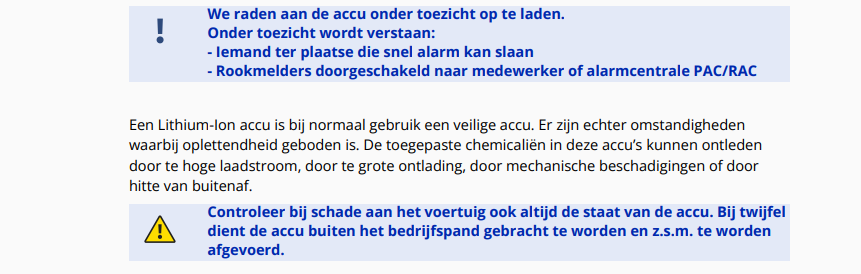 We raden aan de accu onder toezicht op te laden.
Onder toezicht wordt verstaan:
- Iemand ter plaatse die snel alarm kan slaan
- Rookmelders doorgeschakeld naar medewerker of alarmcentrale PAC/RAC
Een Lithium-Ion accu is bij normaal gebruik een veilige accu. Er zijn echter omstandigheden
waarbij oplettendheid geboden is. De toegepaste chemicaliën in deze accu’s kunnen ontleden
door te hoge laadstroom, door te grote ontlading, door mechanische beschadigingen of door
hitte van buitenaf.
Controleer bij schade aan het voertuig ook altijd de staat van de accu. Bij twijfel
dient de accu buiten het bedrijfspand gebracht te worden en z.s.m. te worden
afgevoerd.